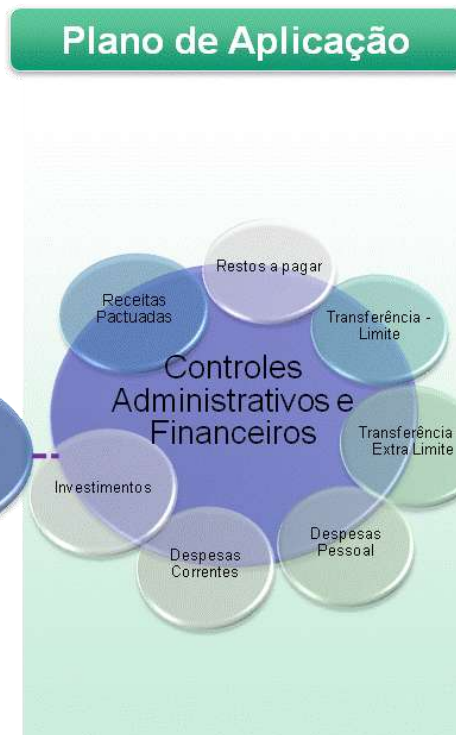 Plano de Aplicação
Restos a pagar
Receitas
Pactuadas
Transferência -
Limite
Controles
Administrativos e
Financeiros
Transferência
Extra Limite
Investimentos
Despesas
Pessoal
Despesas
Correntes